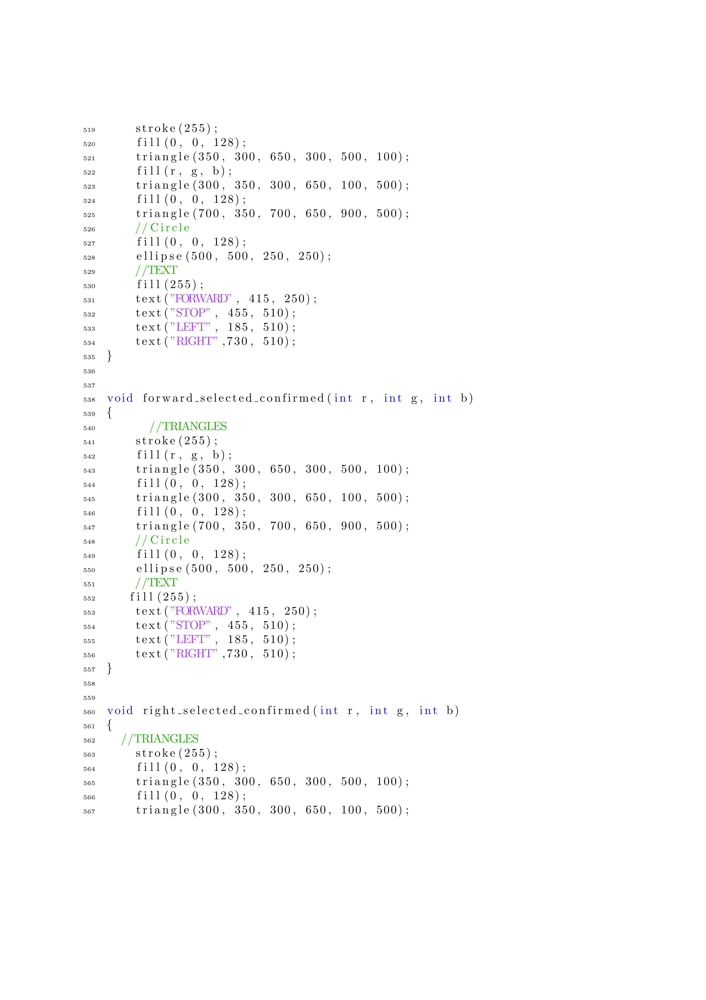 519 stroke(255);
520 fill(0, 0, 128);
521 triangle(350, 300, 650, 300, 500, 100);
522 fill(r, g, b);
523 triangle(300, 350, 300, 650, 100, 500);
524 fill(0, 0, 128);
525 triangle(700, 350, 700, 650, 900, 500);
526 //Circle
527 fill(0, 0, 128);
528 ellipse(500, 500, 250, 250);
529 //TEXT
530 fill(255);
531 text("FORWARD", 415, 250);
532 text("STOP", 455, 510);
533 text("LEFT", 185, 510);
534 text("RIGHT",730, 510);
535 }
536
537
538 void forward_selected_confirmed(int r, int g, int b)
539 {
540 //TRIANGLES
541 stroke(255);
542 fill(r, g, b);
543 triangle(350, 300, 650, 300, 500, 100);
544 fill(0, 0, 128);
545 triangle(300, 350, 300, 650, 100, 500);
546 fill(0, 0, 128);
547 triangle(700, 350, 700, 650, 900, 500);
548 //Circle
549 fill(0, 0, 128);
550 ellipse(500, 500, 250, 250);
551 //TEXT
552 fill(255);
553 text("FORWARD", 415, 250);
554 text("STOP", 455, 510);
555 text("LEFT", 185, 510);
556 text("RIGHT",730, 510);
557 }
558
559
560 void right_selected_confirmed(int r, int g, int b)
561 {
562 //TRIANGLES
563 stroke(255);
564 fill(0, 0, 128);
565 triangle(350, 300, 650, 300, 500, 100);
566 fill(0, 0, 128);
567 triangle(300, 350, 300, 650, 100, 500);